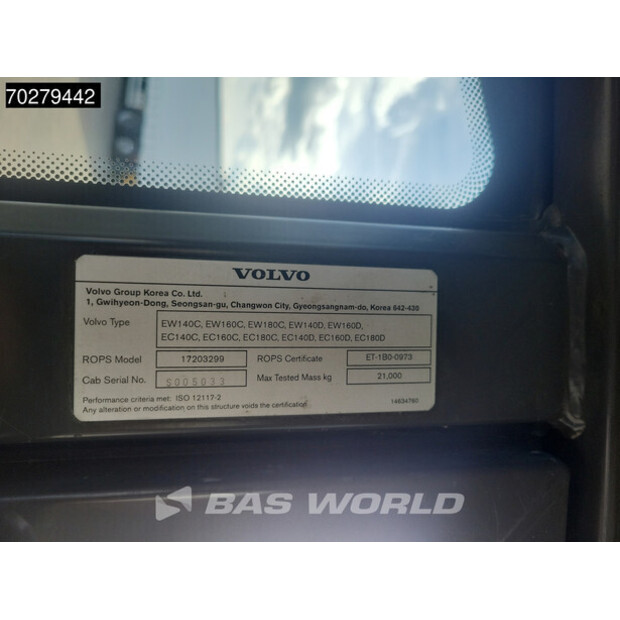 70279442
VOLVO
Volvo Group Korea Co. Ltd.
1, Gwihyeon-Dong, Seongsan-gu, Changwon City, Gyeongsangnam-do, Korea 642-430
Volvo Type EW140C, EW160C, EW180C, EW140D, EW160D,
EC140C, EC160C, EC180C, EC140D, EC160D, EC180D
ROPS Model 17203299 ROPS Certificate ET-1B0-0973
Cab Serial No. S005033 Max Tested Mass kg 21,000
Performance criteria met: ISO 12117-2
Any alteration or modification on this structure voids the certification 14634760
BAS WORLD